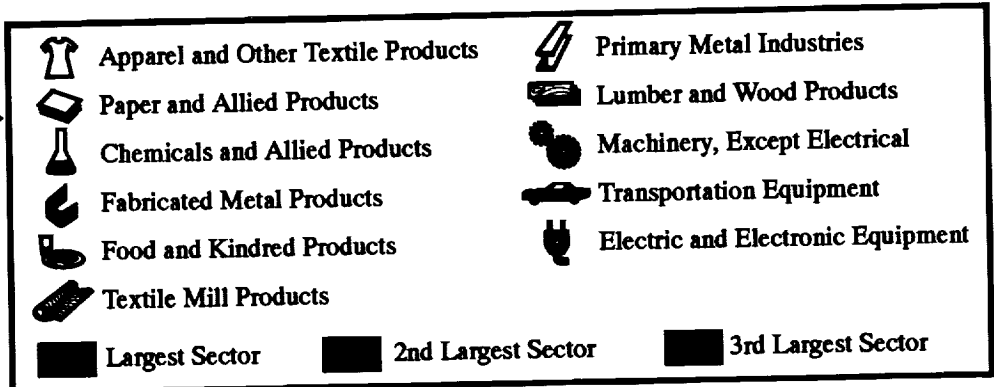 Apparel and Other Textile Products
Paper and Allied Products
Chemicals and Allied Products
Fabricated Metal Products
Food and Kindred Products
Textile Mill Products
Primary Metal Industries
Lumber and Wood Products
Machinery, Except Electrical
Transportation Equipment
Electric and Electronic Equipment
Largest Sector
2nd Largest Sector
3rd Largest Sector